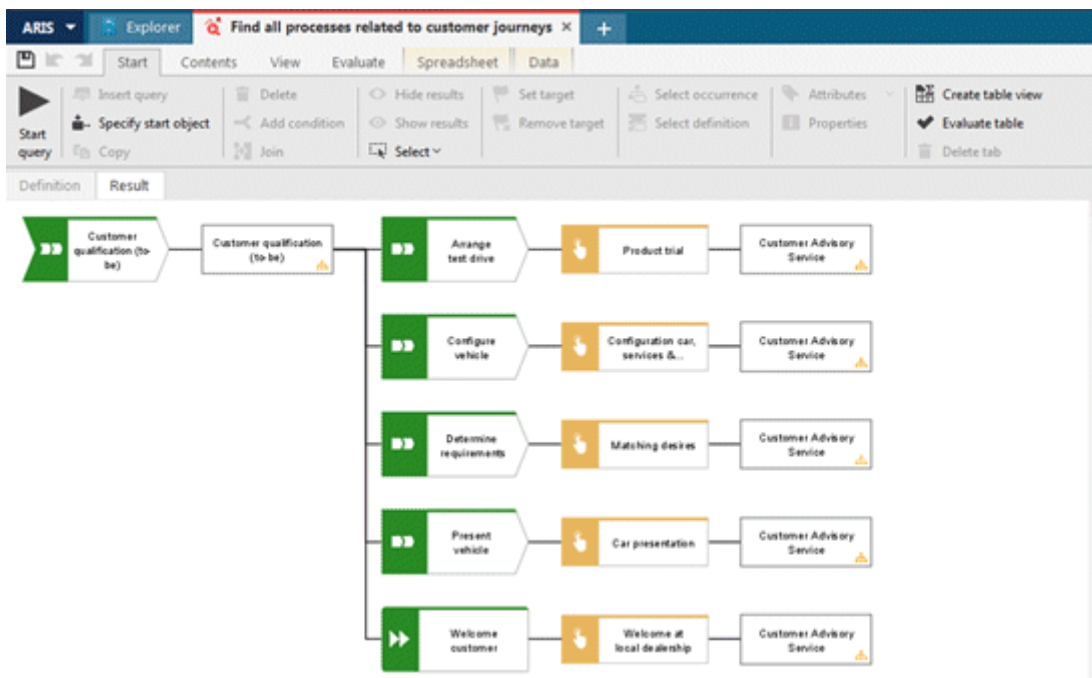 ARIS Explorer Find all processes related to customer journeys × +
Start Contents View Evaluate Spreadsheet Data
Start query
Insert query
Specify start object
Copy
Delete
Add condition
Join
Hide results
Show results
Select
Set target
Remove target
Select occurrence
Select definition
Attributes
Properties
Create table view
Evaluate table
Delete tab
Definition Result
Customer
qualification (to-
be)
Customer qualification
(to-be)
Arrange
test drive
Product trial
Customer Advisory
Service
Configure
vehicle
Configuration car,
services &...
Customer Advisory
Service
Determine
requirements
Matching desires
Customer Advisory
Service
Present
vehicle
Car presentation
Customer Advisory
Service
Welcome
customer
Welcome at
local dealership
Customer Advisory
Service